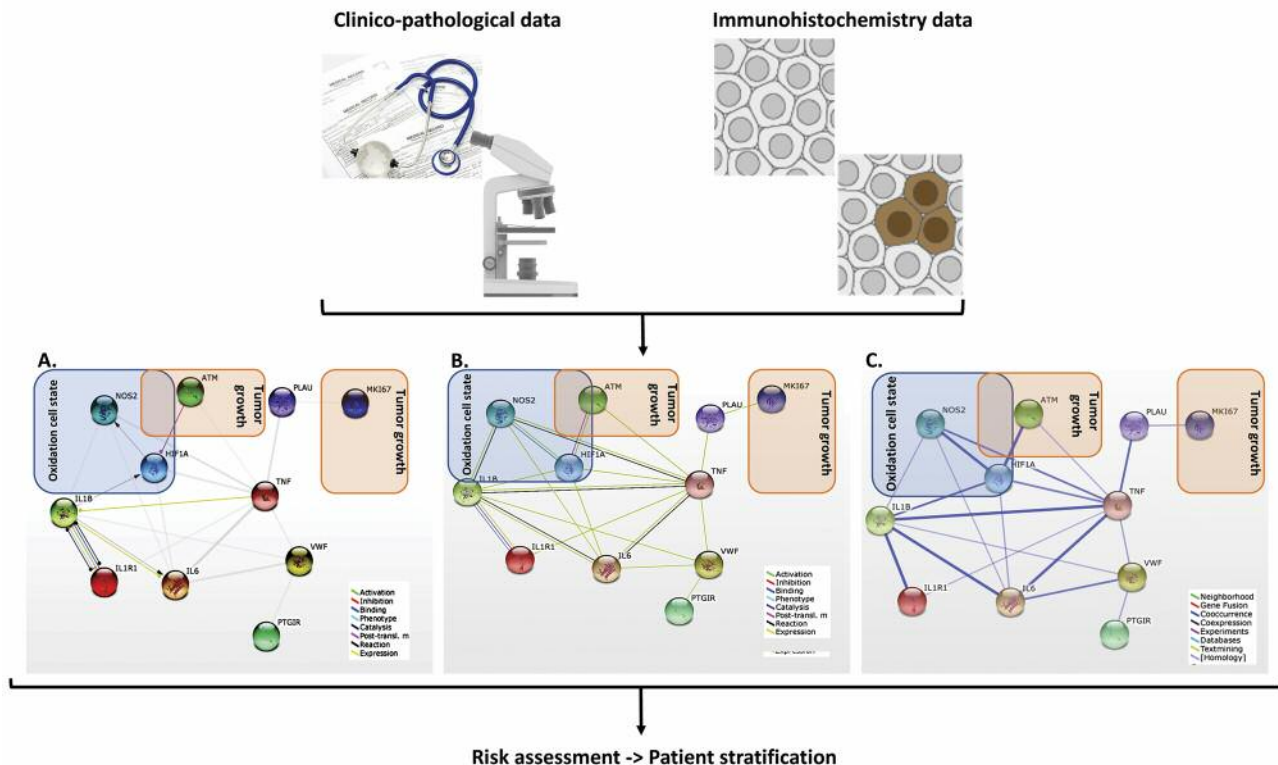 Clinico-pathological data
Immunohistochemistry data
MEDICAL RECORD
A.
Oxidation cell state
NOS2
ATM
Tumor
growth
PLAU
MKI67
Tumor growth
HIF1A
TNF
IL1B
IL1R1
IL6
VWF
PTGIR
Activation
Inhibition
Binding
Phenotype
Catalysis
Post-transl. m
Reaction
Expression
B.
Oxidation cell state
NOS2
ATM
Tumor
growth
PLAU
MKI67
Tumor growth
HIF1A
TNF
IL1B
IL1R1
IL6
VWF
PTGIR
Activation
Inhibition
Binding
Phenotype
Catalysis
Post-transl. m
Reaction
Expression
Expression
C.
Oxidation cell state
NOS2
ATM
Tumor
growth
PLAU
MKI67
Tumor growth
HIF1A
TNF
IL1B
IL1R1
IL6
VWF
PTGIR
Neighborhood
Gene Fusion
Cooccurrence
Coexpression
Experiments
Databases
Textmining
[Homology]
Risk assessment -> Patient stratification